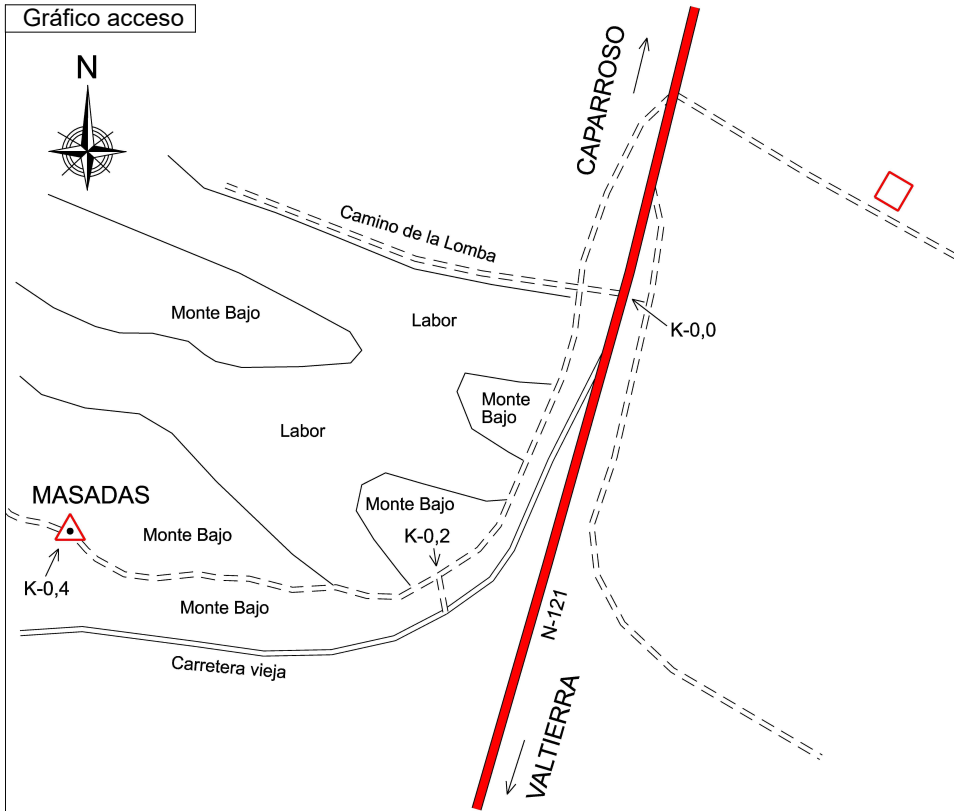 Gráfico acceso
N
CAPARROSO
Camino de la Lomba
Monte Bajo
Labor
K-0,0
Monte
Bajo
Labor
MASADAS
Monte Bajo
K-0,2
Monte Bajo
K-0,4
Monte Bajo
N-121
Carretera vieja
VALTIERRA